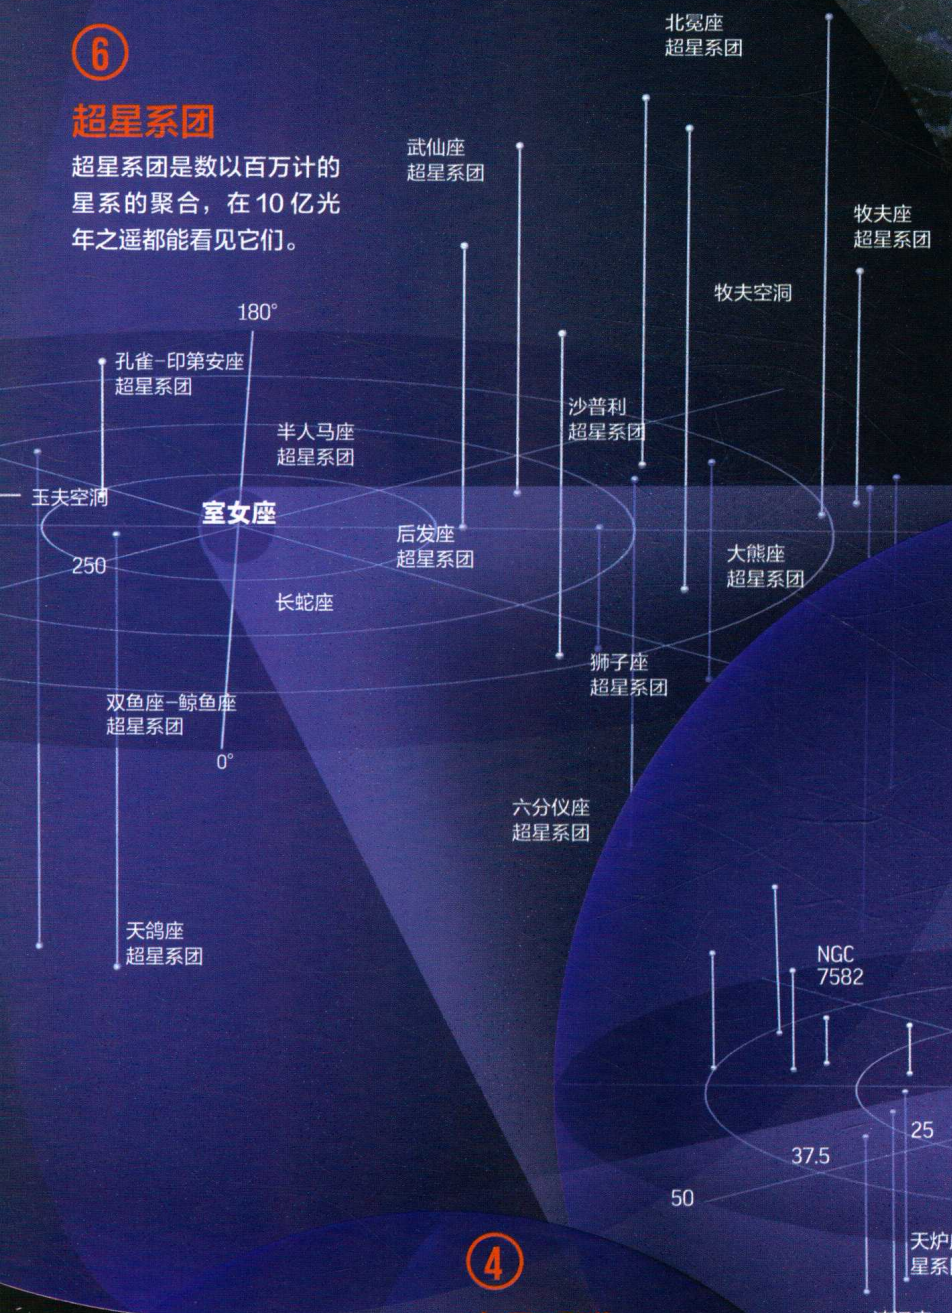 6
超星系团
超星系团是数以百万计的
星系的聚合，在10亿光
年之遥都能看见它们。
北冕座
超星系团
武仙座
超星系团
牧夫座
超星系团
牧夫空洞
180°
孔雀-印第安座
超星系团
沙普利
超星系团
半人马座
超星系团
玉夫空洞
室女座
后发座
超星系团
大熊座
超星系团
250
长蛇座
狮子座
超星系团
双鱼座-鲸鱼座
超星系团
0°
六分仪座
超星系团
天鸽座
超星系团
NGC
7582
25
37.5
50
天炉
星系
4